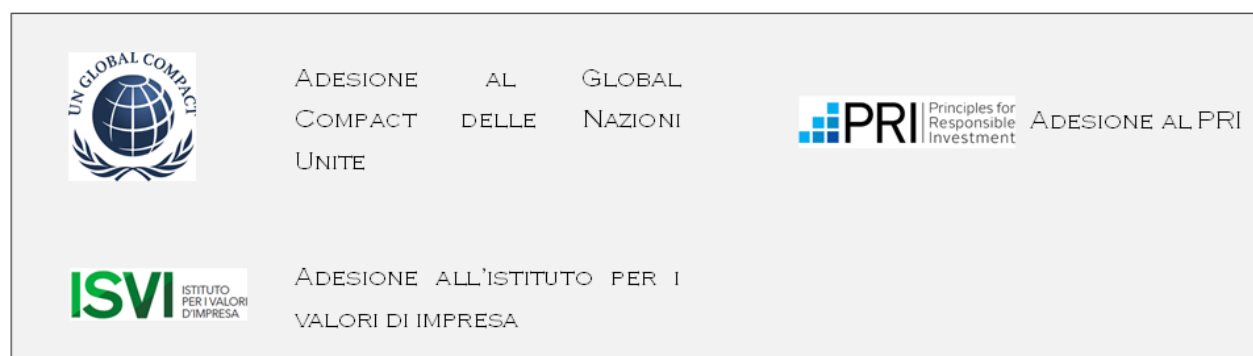 UN GLOBAL COMPACT
Adesione al Global
Compact delle Nazioni
Unite
PRI
Principles for
Responsible
Investment
Adesione al PRI
ISVI
ISTITUTO
PER I VALORI
D'IMPRESA
Adesione all'istituto per i
valori di impresa